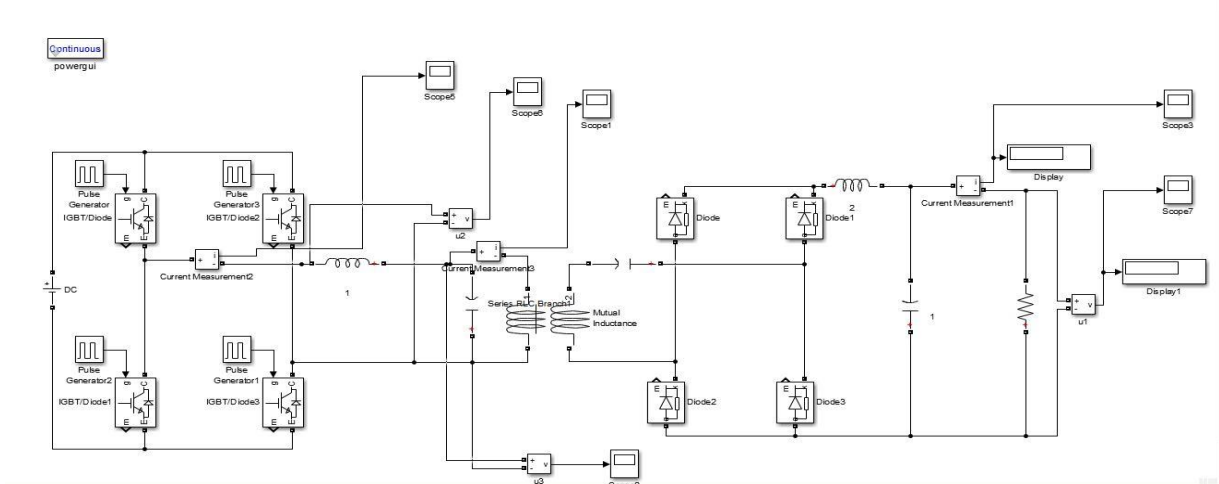 Continuous
powergui
Scope5
Scope6
Scope1
Scope3
Display
Pulse
Generator
IGBT/Diode
Pulse
Generator3
IGBT/Diode2
g
C
m
E
g
C
m
E
+
-
v
u2
m
Diode
m
Diode1
2
+
i
-
Current Measurement1
Scope7
+
i
-
Current Measurement2
+
i
-
Current Measurement3
1
DC
Series RLC Branch1
1
2
Mutual
Inductance
1
Display1
+
-
v
u1
Pulse
Generator2
IGBT/Diode1
Pulse
Generator1
IGBT/Diode3
g
C
m
E
g
C
m
E
m
Diode2
m
Diode3
+
-
v
u3